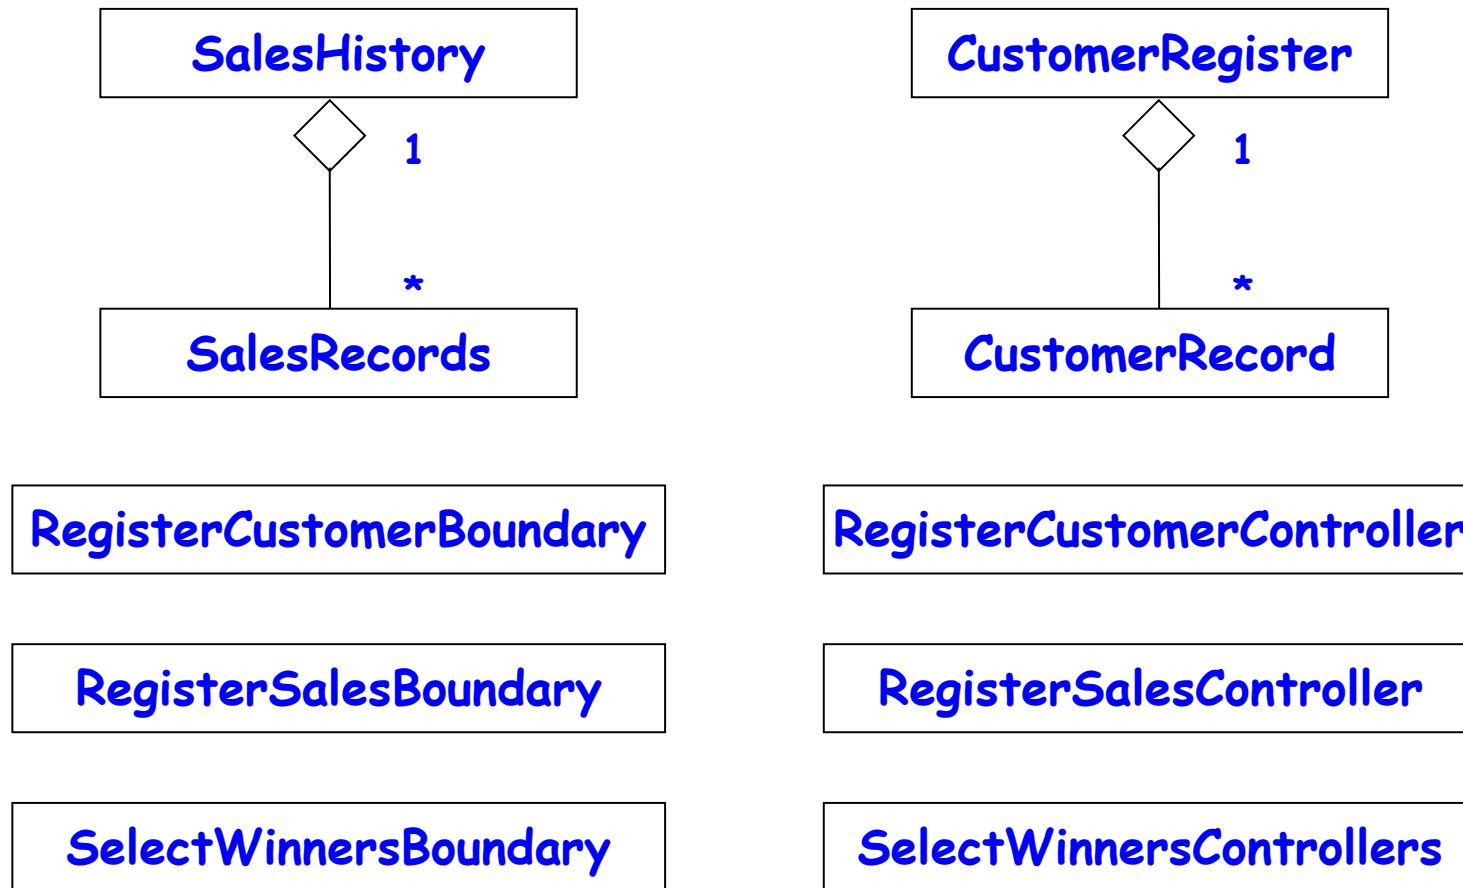 SalesHistory
CustomerRegister
1
1
*
*
SalesRecords
CustomerRecord
RegisterCustomerBoundary
RegisterCustomerController
RegisterSalesBoundary
RegisterSalesController
SelectWinnersBoundary
SelectWinnersControllers